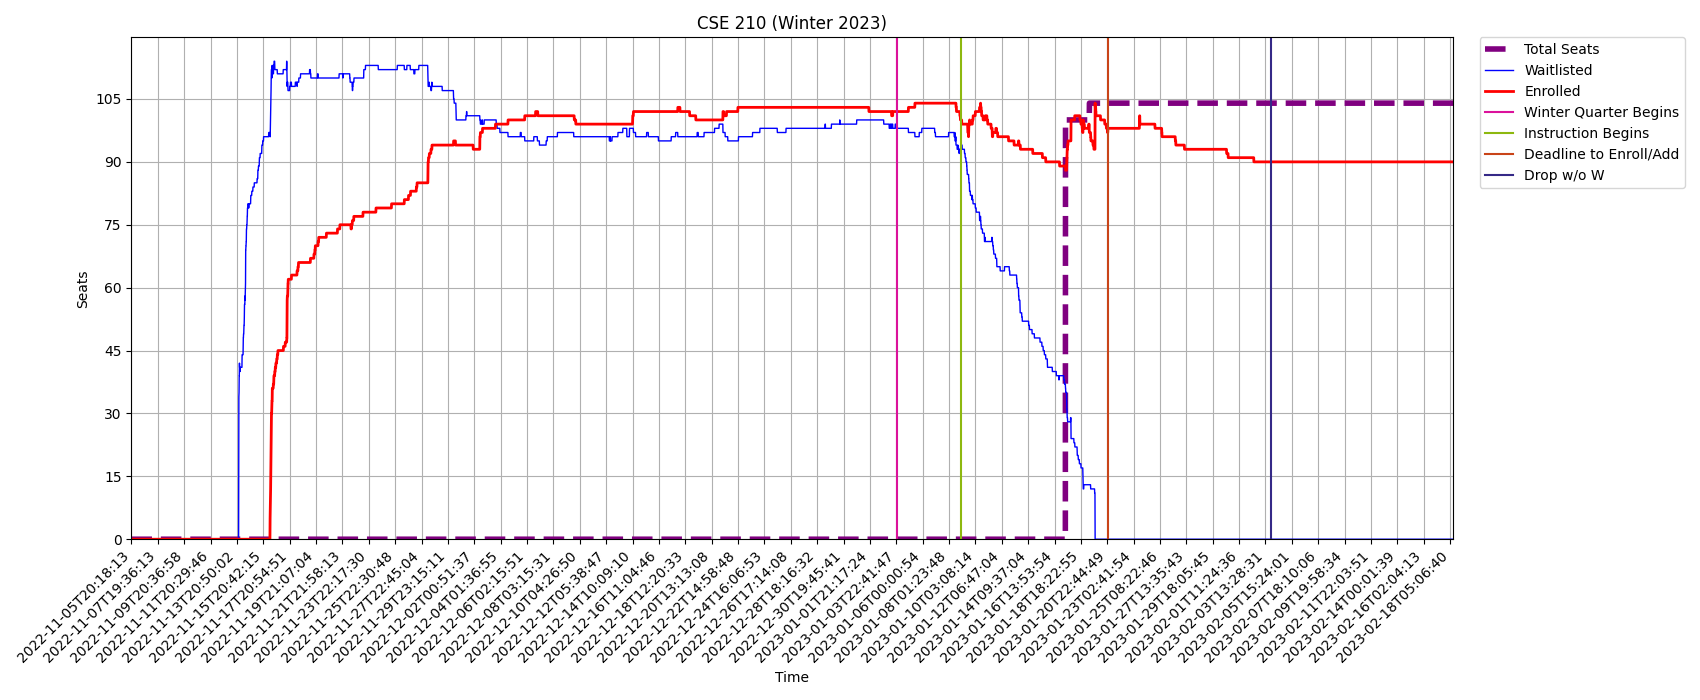 CSE 210 (Winter 2023)
Total Seats
Waitlisted
Enrolled
Winter Quarter Begins
Instruction Begins
Deadline to Enroll/Add
Drop w/o W
Seats
105
90
75
60
45
30
15
0
2022-11-05T20:18:13
2022-11-07T19:36:13
2022-11-09T20:36:58
2022-11-11T20:29:46
2022-11-13T20:50:02
2022-11-15T20:42:15
2022-11-17T20:54:51
2022-11-19T21:07:04
2022-11-21T21:58:13
2022-11-23T22:17:30
2022-11-25T22:30:48
2022-11-27T22:45:04
2022-11-29T23:15:11
2022-12-02T00:51:37
2022-12-04T01:36:55
2022-12-06T02:15:51
2022-12-08T03:15:31
2022-12-10T04:26:50
2022-12-12T05:38:47
2022-12-14T10:09:10
2022-12-16T11:04:46
2022-12-18T12:20:33
2022-12-20T13:13:08
2022-12-22T14:58:48
2022-12-24T16:06:53
2022-12-26T17:14:08
2022-12-28T18:16:32
2022-12-30T19:45:41
2023-01-01T21:17:24
2023-01-03T22:41:47
2023-01-06T00:00:54
2023-01-08T01:23:48
2023-01-10T03:08:14
2023-01-12T06:47:04
2023-01-14T09:37:04
2023-01-16T13:53:54
2023-01-18T18:22:55
2023-01-20T22:44:49
2023-01-23T02:41:54
2023-01-25T08:22:46
2023-01-27T13:35:43
2023-01-29T18:05:45
2023-02-01T11:24:36
2023-02-03T13:28:31
2023-02-05T15:24:01
2023-02-07T18:10:06
2023-02-09T19:58:34
2023-02-11T22:03:51
2023-02-14T00:01:39
2023-02-16T02:04:13
2023-02-18T05:06:40
Time